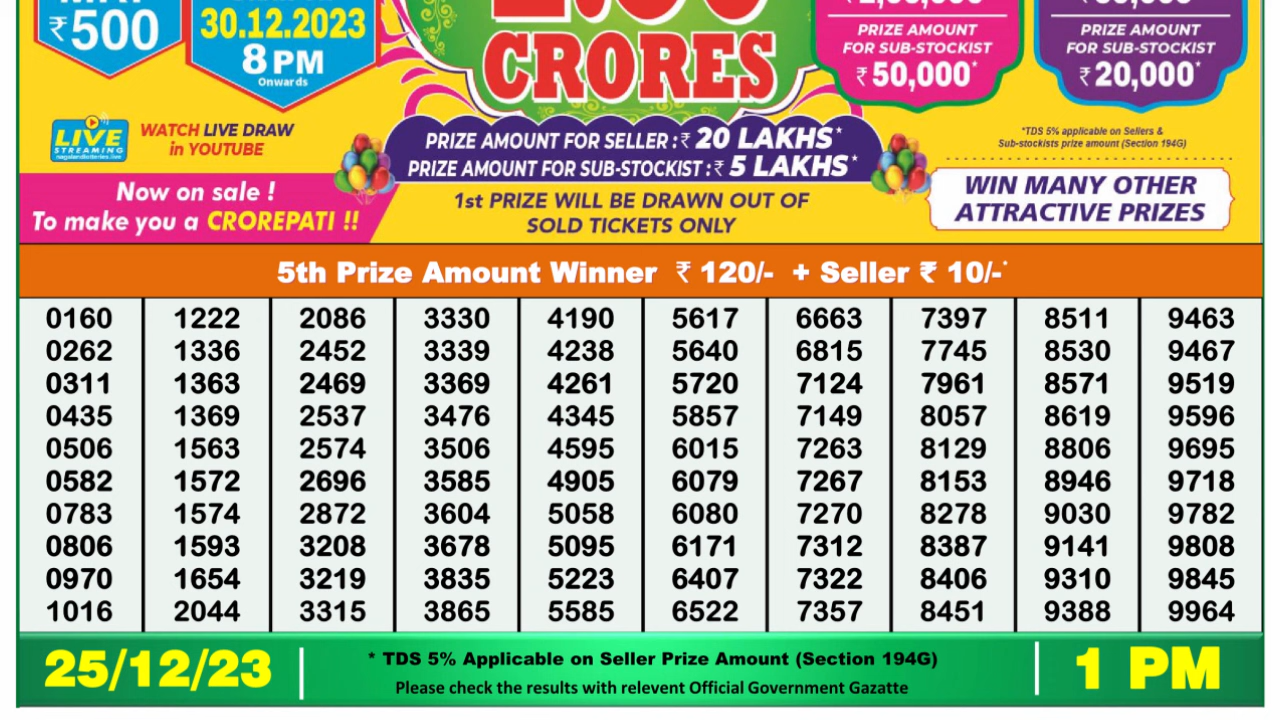 MRP
₹500
30.12.2023
8 PM
Onwards
CRORES
PRIZE AMOUNT
FOR SUB-STOCKIST
₹ 50,000*
PRIZE AMOUNT
FOR SUB-STOCKIST
₹ 20,000*
LIVE
STREAMING
nagalandlotteries.live
WATCH LIVE DRAW
in YOUTUBE
PRIZE AMOUNT FOR SELLER :₹ 20 LAKHS*
PRIZE AMOUNT FOR SUB-STOCKIST :₹ 5 LAKHS*
*TDS 5% applicable on Sellers &
Sub-stockists prize amount (Section 194G)
Now on sale !
To make you a CROREPATI !!
1st PRIZE WILL BE DRAWN OUT OF
SOLD TICKETS ONLY
WIN MANY OTHER
ATTRACTIVE PRIZES
5th Prize Amount Winner ₹ 120/- + Seller ₹ 10/-*
0160 1222 2086 3330 4190 5617 6663 7397 8511 9463
0262 1336 2452 3339 4238 5640 6815 7745 8530 9467
0311 1363 2469 3369 4261 5720 7124 7961 8571 9519
0435 1369 2537 3476 4345 5857 7149 8057 8619 9596
0506 1563 2574 3506 4595 6015 7263 8129 8806 9695
0582 1572 2696 3585 4905 6079 7267 8153 8946 9718
0783 1574 2872 3604 5058 6080 7270 8278 9030 9782
0806 1593 3208 3678 5095 6171 7312 8387 9141 9808
0970 1654 3219 3835 5223 6407 7322 8406 9310 9845
1016 2044 3315 3865 5585 6522 7357 8451 9388 9964
25/12/23
* TDS 5% Applicable on Seller Prize Amount (Section 194G)
Please check the results with relevent Official Government Gazatte
1 PM